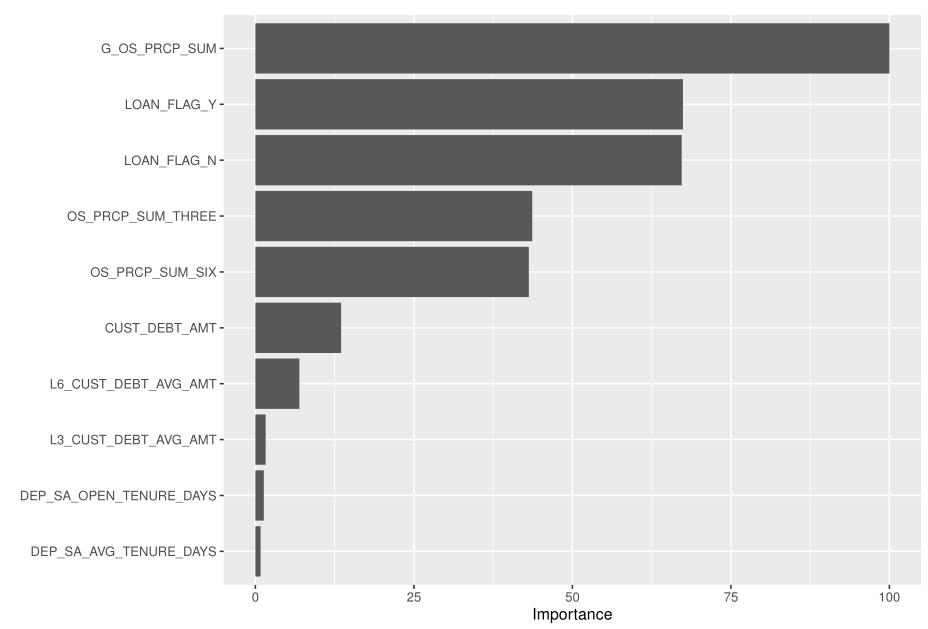 G_OS_PRCP_SUM
LOAN_FLAG_Y
LOAN_FLAG_N
OS_PRCP_SUM_THREE
OS_PRCP_SUM_SIX
CUST_DEBT_AMT
L6_CUST_DEBT_AVG_AMT
L3_CUST_DEBT_AVG_AMT
DEP_SA_OPEN_TENURE_DAYS
DEP_SA_AVG_TENURE_DAYS
0 25 50 75 100
Importance